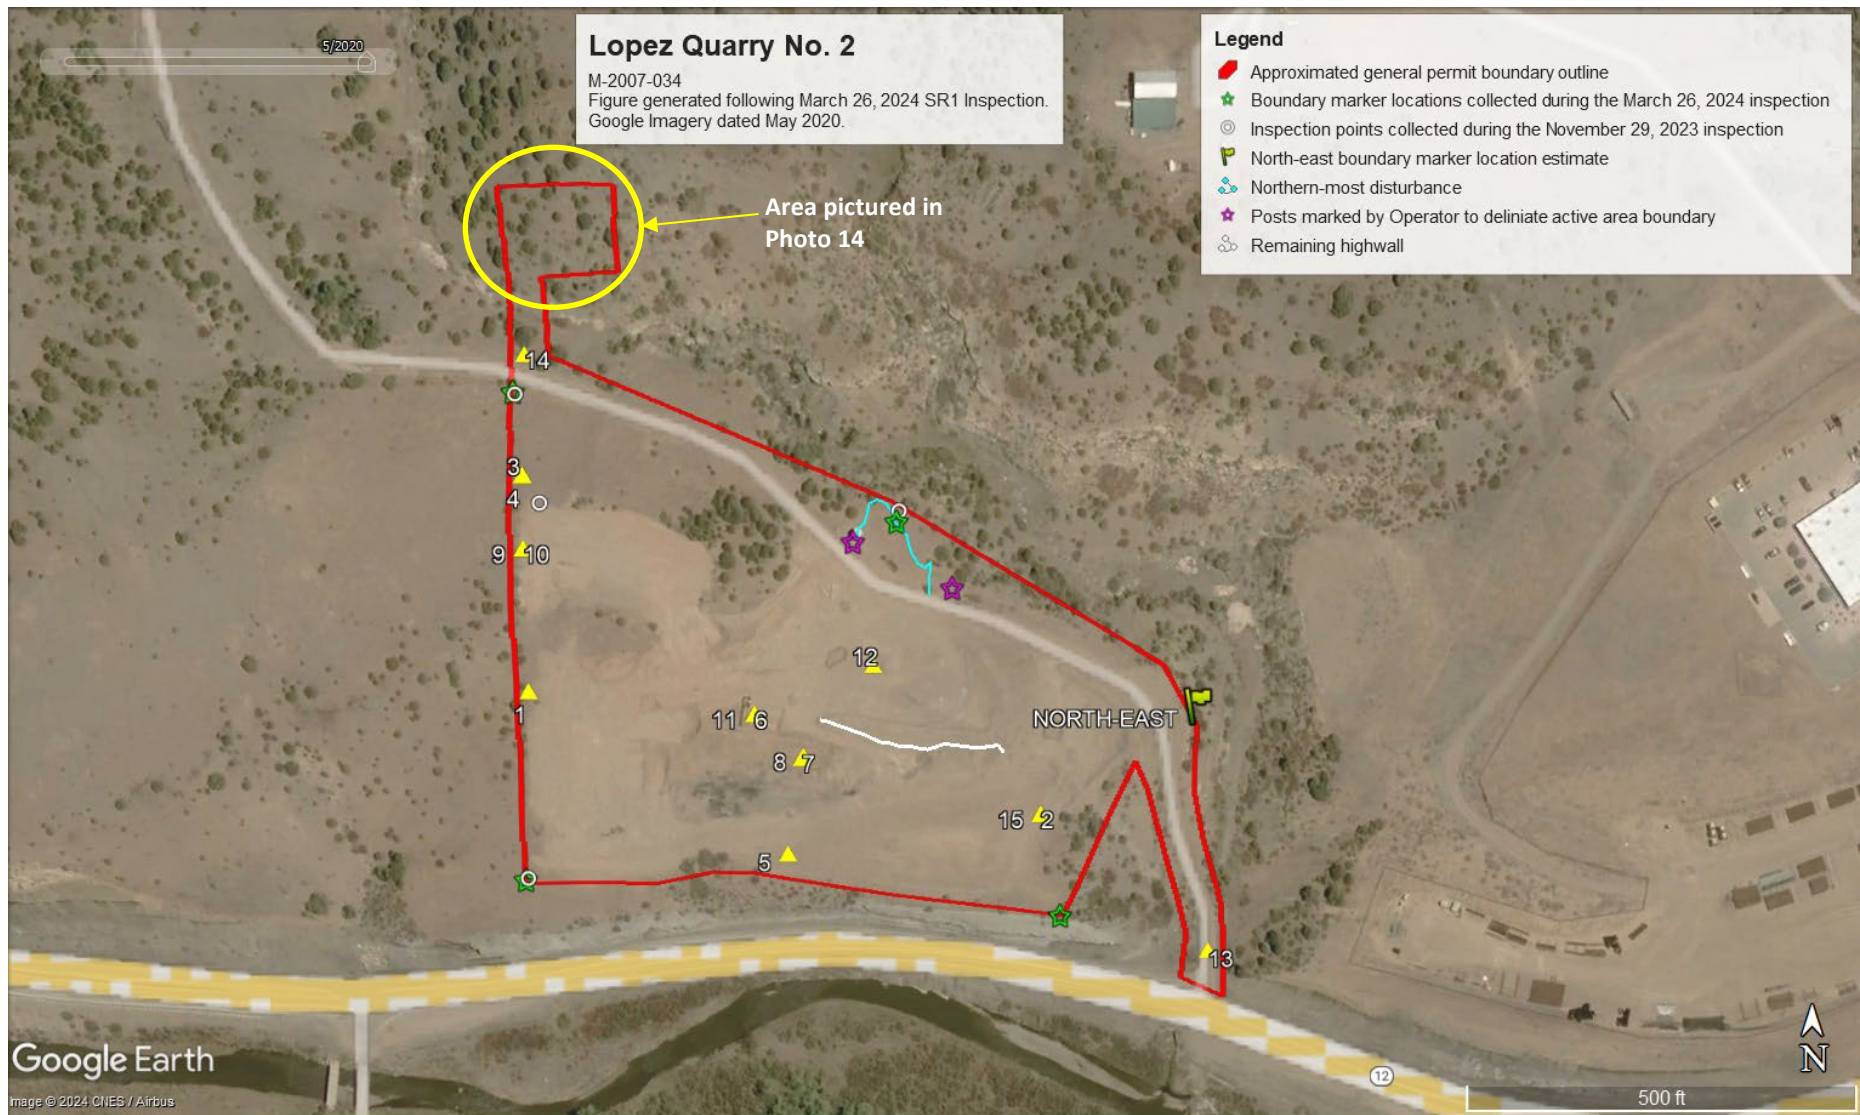 5/2020
Lopez Quarry No. 2
M-2007-034
Figure generated following March 26, 2024 SR1 Inspection.
Google Imagery dated May 2020.
Legend
Approximated general permit boundary outline
Boundary marker locations collected during the March 26, 2024 inspection
Inspection points collected during the November 29, 2023 inspection
North-east boundary marker location estimate
Northern-most disturbance
Posts marked by Operator to deliniate active area boundary
Remaining highwall
Area pictured in
Photo 14
14
3
4
9 10
12
1
11 6
NORTH-EAST
8 7
15 2
5
13
Google Earth
N
12
500 ft
Image © 2024 CNES / Airbus